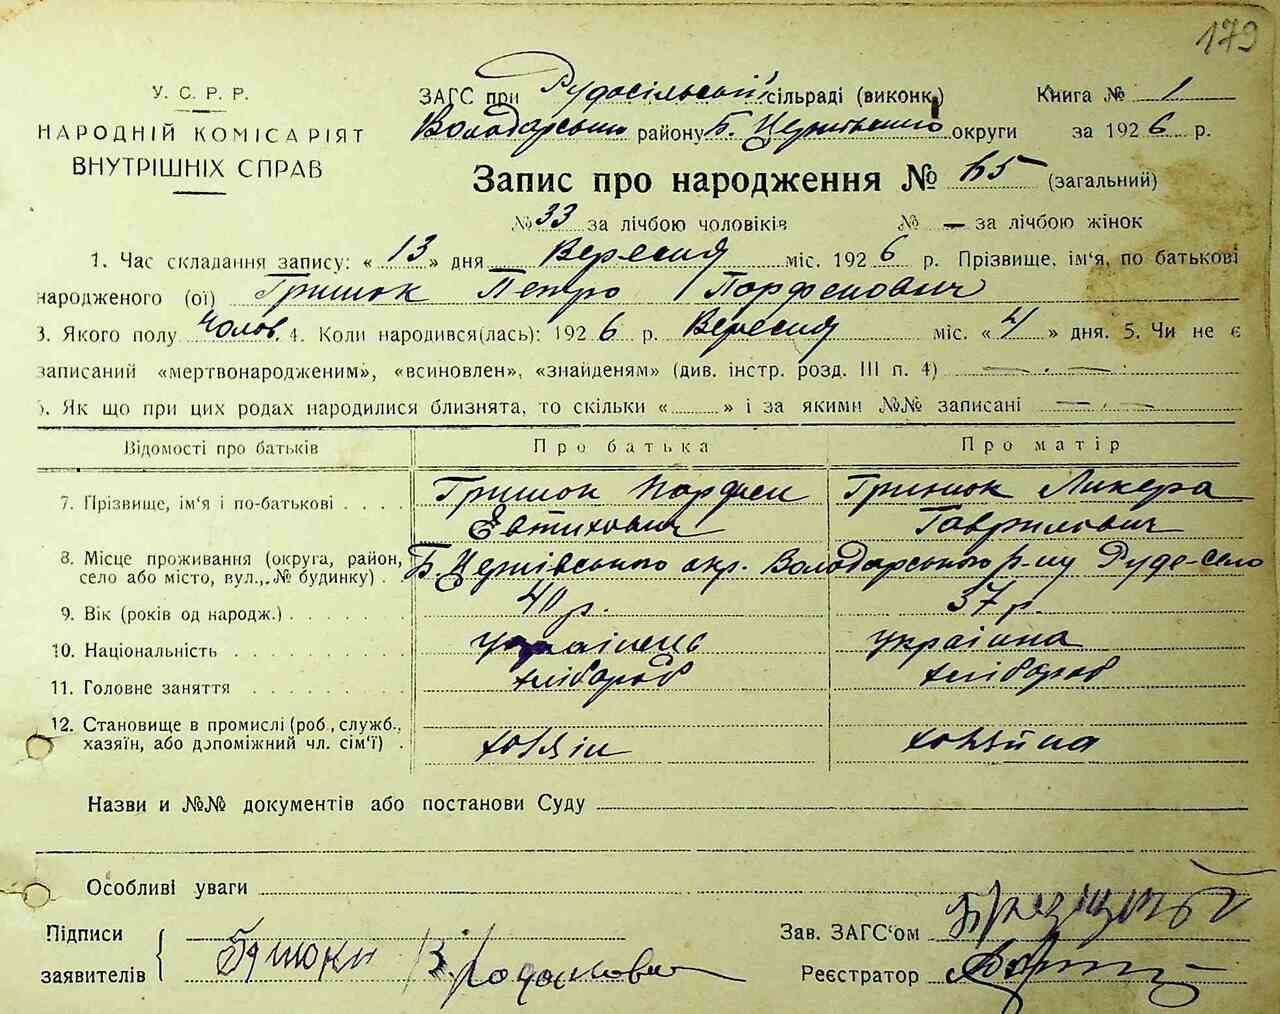 179
У. С. Р. Р.
НАРОДНІЙ КОМІСАРІЯТ
ВНУТРІШНІХ СПРАВ
ЗАГС при Рудосільській сільраді (виконк.)
Книга № 1
Володарського району Б. Церківського округи за 1926 р.
Запис про народження № 65 (загальний)
№ 33 за лічбою чоловіків № — за лічбою жінок
1. Час складання запису: «13» дня Вересня міс. 1926 р. Прізвище, ім'я, по батькові
народженого (ої) Гришок Петро Парфенович
3. Якого полу Чолов. 4. Коли народився(лась): 1926 р. Вересня міс. «4» дня. 5. Чи не є
записаний «мертвонародженим», «всиновлен», «знайденям» (див. інстр. розд. III п. 4) —
6. Як що при цих родах народилися близнята, то скільки «......» і за якими №№ записані —
Відомості про батьків Про батька Про матір
7. Прізвище, ім'я і по-батькові . . . . Гришок Парфен Гришок Ликера
Євтихович Гаврилович
8. Місце проживання (округа, район, село або місто, вул., № будинку) . Б. Церківського окр. Володарського р-ну Руде-село
9. Вік (років од народж.) . . . . . . 40 р. 37 р.
10. Національність . . . . . . . . українець україна
11. Головне заняття . . . . . . . . хлібороб хлібороб
12. Становище в промислі (роб., служб., хазяїн, або допоміжний чл. сім'ї) . хазяїн хазяйка
Назви и №№ документів або постанови Суду
Особливі уваги
Підписи
заявителів
Зав. ЗАГС'ом
Реєстратор